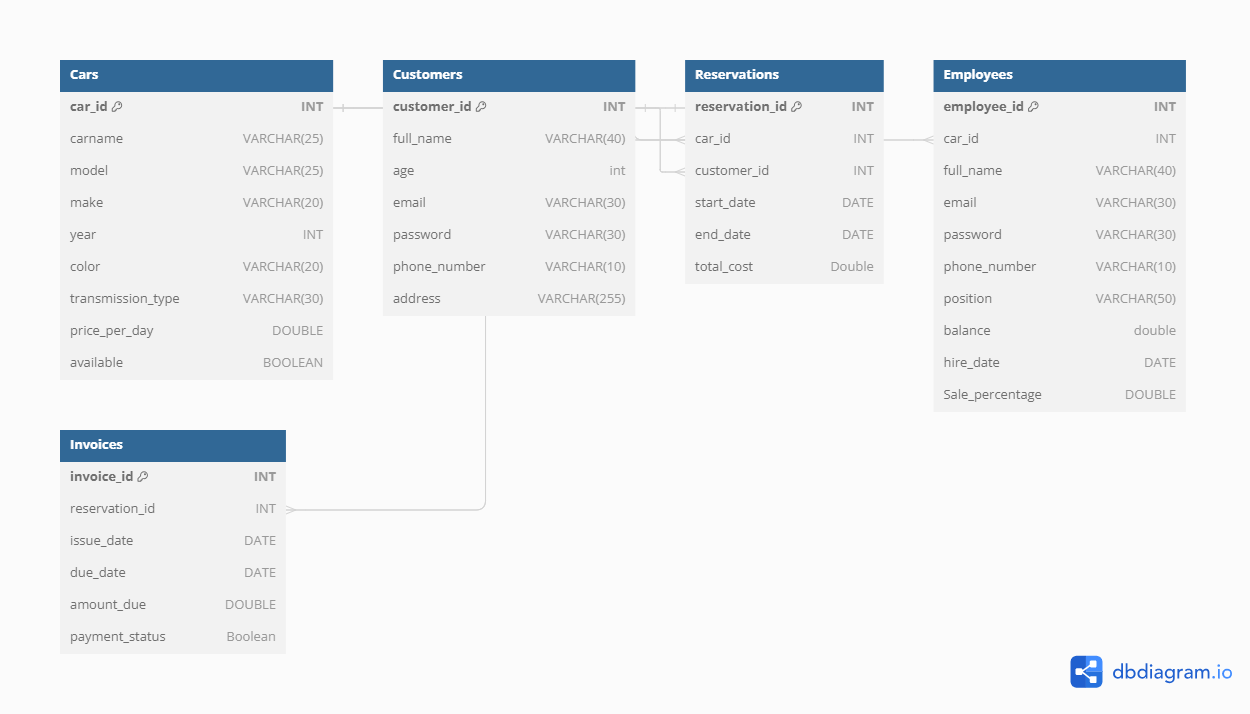 Cars
car_id INT
carname VARCHAR(25)
model VARCHAR(25)
make VARCHAR(20)
year INT
color VARCHAR(20)
transmission_type VARCHAR(30)
price_per_day DOUBLE
available BOOLEAN
Customers
customer_id INT
full_name VARCHAR(40)
age int
email VARCHAR(30)
password VARCHAR(30)
phone_number VARCHAR(10)
address VARCHAR(255)
Reservations
reservation_id INT
car_id INT
customer_id INT
start_date DATE
end_date DATE
total_cost Double
Employees
employee_id INT
car_id INT
full_name VARCHAR(40)
email VARCHAR(30)
password VARCHAR(30)
phone_number VARCHAR(10)
position VARCHAR(50)
balance double
hire_date DATE
Sale_percentage DOUBLE
Invoices
invoice_id INT
reservation_id INT
issue_date DATE
due_date DATE
amount_due DOUBLE
payment_status Boolean
dbdiagram.io